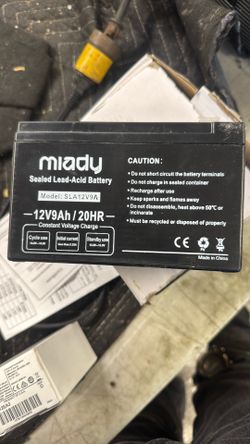 miady
Sealed Lead-Acid Battery
Model: SLA12V9A
12V9Ah / 20HR
Constant Voltage Charge
Cycle use
Initial current
Standby use
CAUTION:
• Do not short circuit the battery terminals
• Do not charge in sealed container
• Recharge after use
• Keep sparks and flames away
• Do not disassemble, heat above 50°C or
incinerate
• Must be recycled or disposed of properly
CE
Made in China